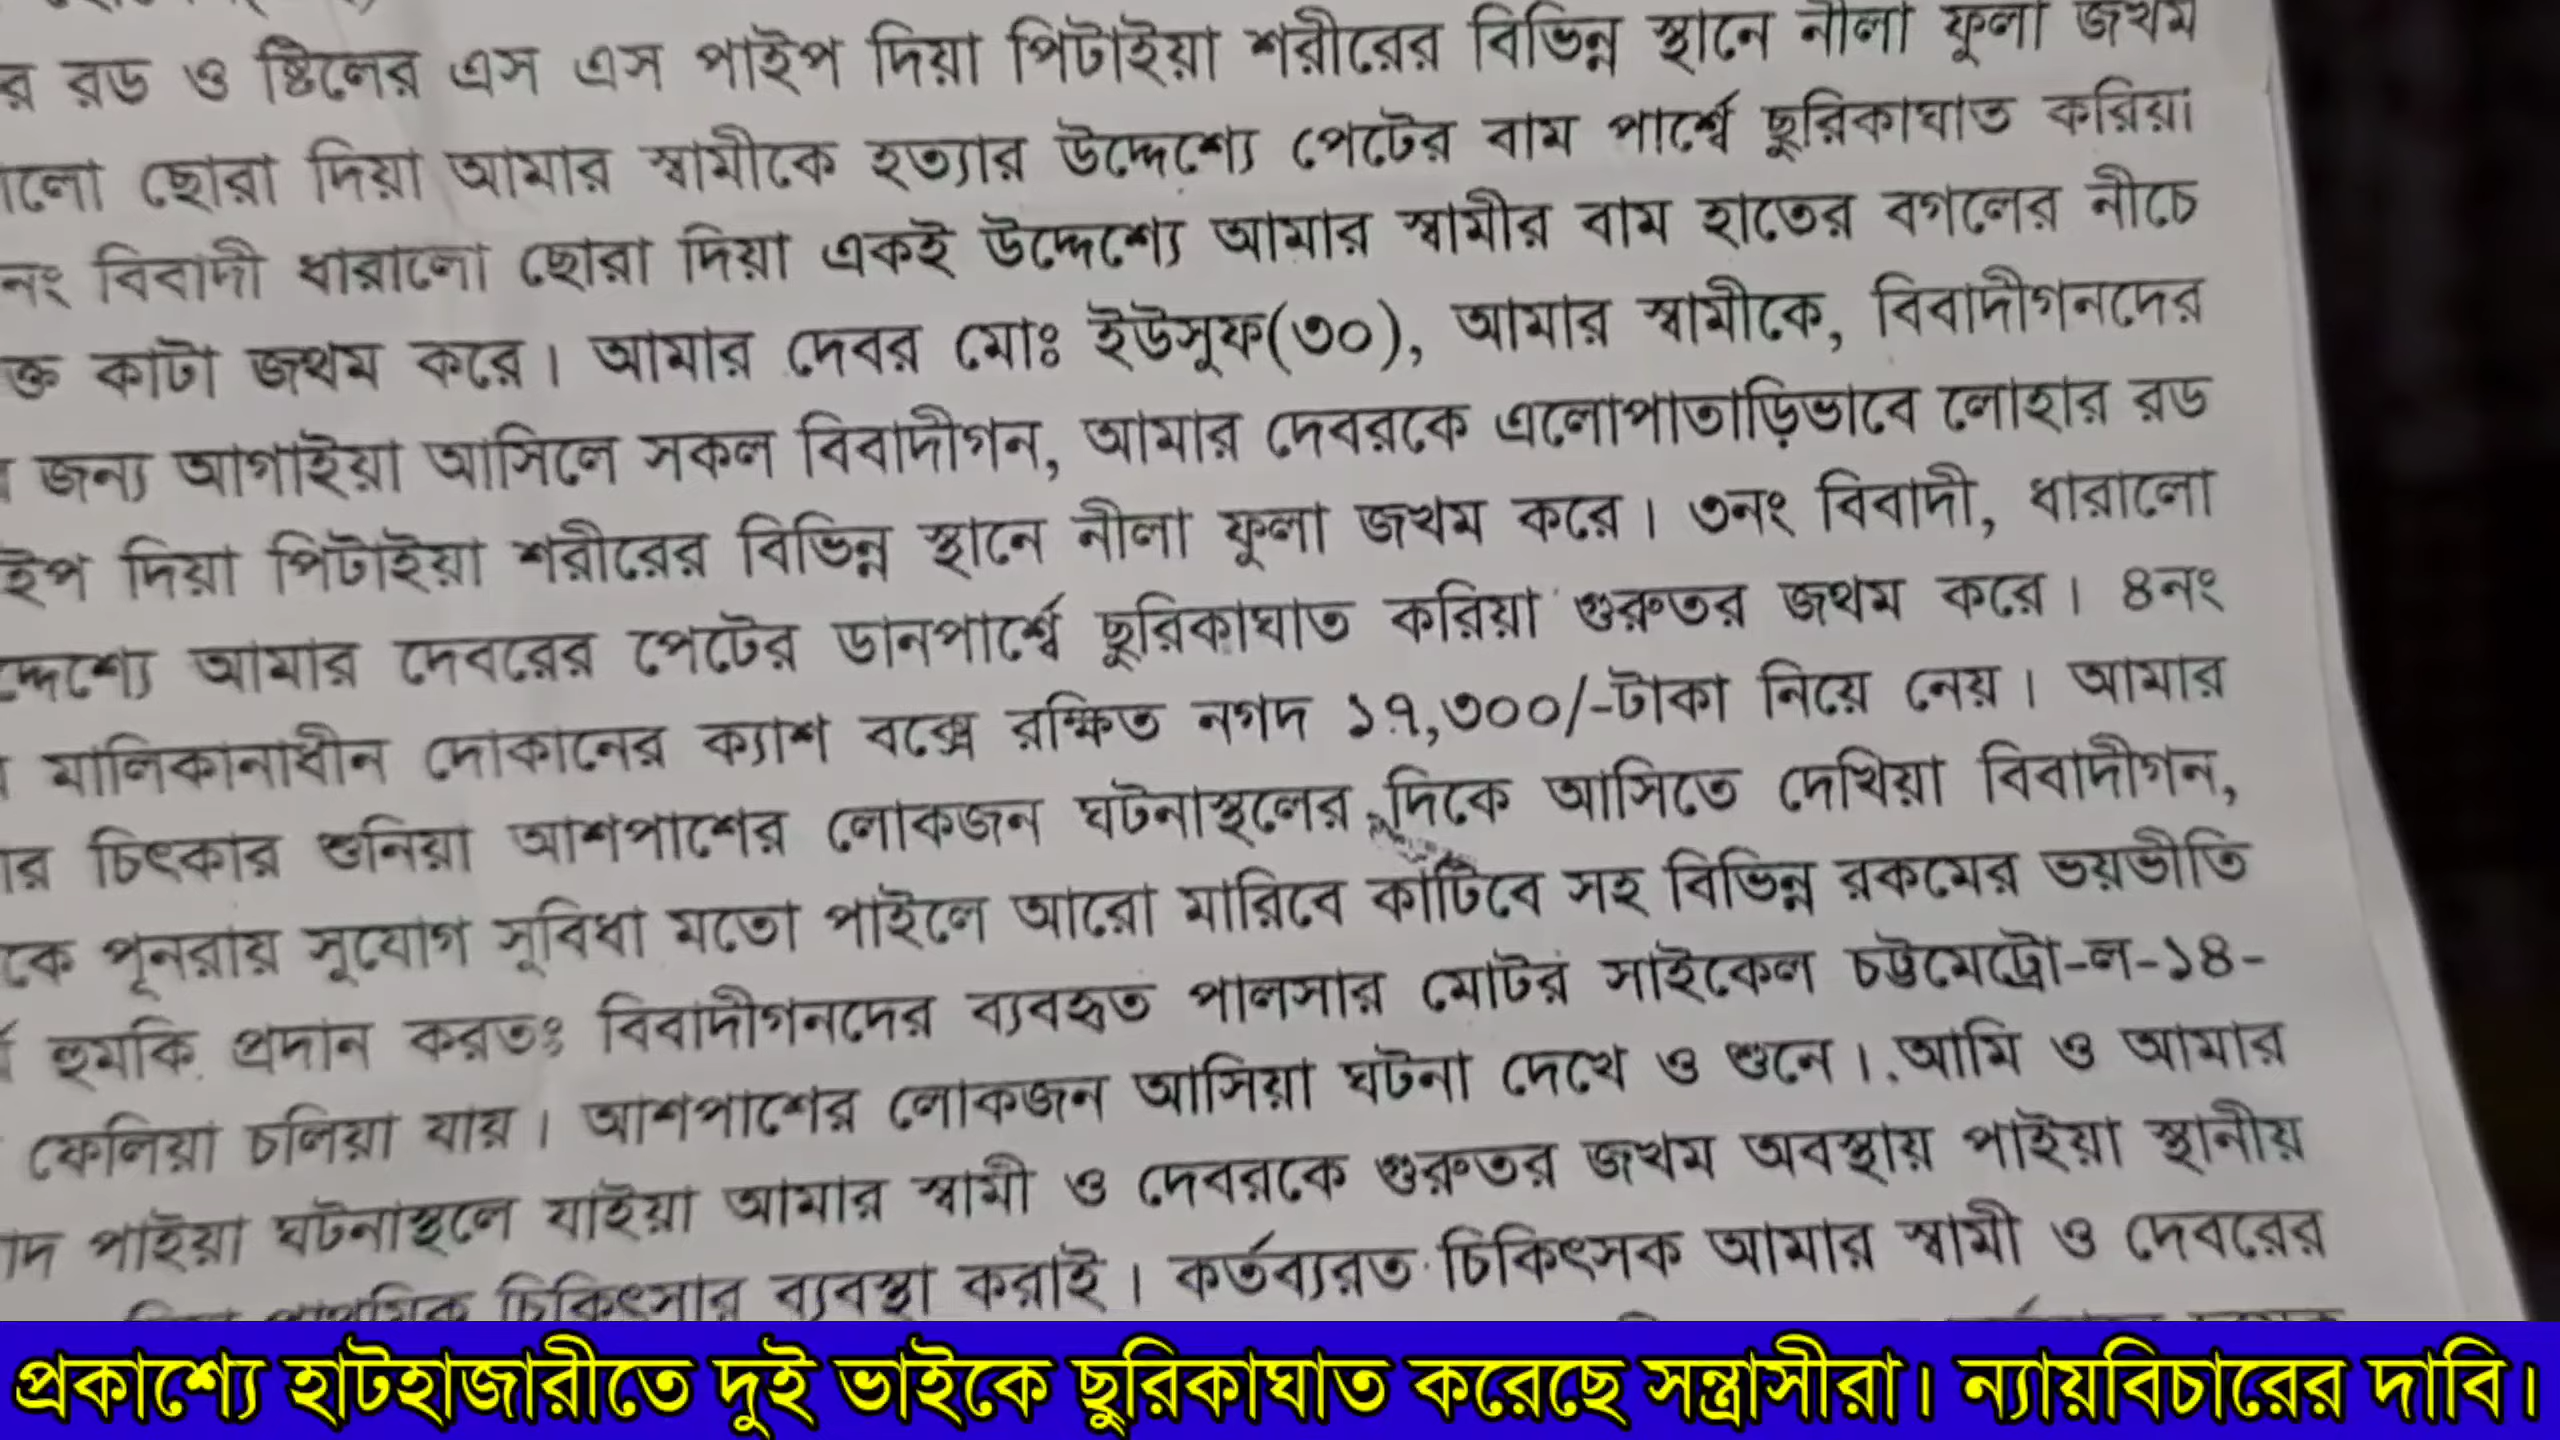 র রড ও ষ্টিলের এস এস পাইপ দিয়া পিটাইয়া শরীরের বিভিন্ন স্থানে নীলা ফুলা জখম
ছোরা দিয়া আমার স্বামীকে হত্যার উদ্দেশ্যে পেটের বাম পার্শ্বে ছুরিকাঘাত করিয়া
নং বিবাদী ধারালো ছোরা দিয়া একই উদ্দেশ্যে আমার স্বামীর বাম হাতের বগলের নীচে
ক্ত কাটা জখম করে। আমার দেবর মোঃ ইউসুফ(৩০), আমার স্বামীকে, বিবাদীগনদের
জন্য আগাইয়া আসিলে সকল বিবাদীগন, আমার দেবরকে এলোপাতাড়িভাবে লোহার রড
ইপ দিয়া পিটাইয়া শরীরের বিভিন্ন স্থানে নীলা ফুলা জখম করে। ৩নং বিবাদী, ধারালো
দ্দেশ্যে আমার দেবরের পেটের ডানপার্শ্বে ছুরিকাঘাত করিয়া গুরুতর জখম করে। ৪নং
মালিকানাধীন দোকানের ক্যাশ বক্সে রক্ষিত নগদ ১৭,৩০০/-টাকা নিয়ে নেয়। আমার
ার চিৎকার শুনিয়া আশপাশের লোকজন ঘটনাস্থলের দিকে আসিতে দেখিয়া বিবাদীগন,
কে পূনরায় সূযোগ সূবিধা মতো পাইলে আরো মারিবে কাটিবে সহ বিভিন্ন রকমের ভয়ভীতি
হুমকি প্রদান করতঃ বিবাদীগনদের ব্যবহৃত পালসার মোটর সাইকেল চট্টমেট্রো-ল-১৪-
ফেলিয়া চলিয়া যায়। আশপাশের লোকজন আসিয়া ঘটনা দেখে ও শুনে। আমি ও আমার
াদ পাইয়া ঘটনাস্থলে যাইয়া আমার স্বামী ও দেবরকে গুরুতর জখম অবস্থায় পাইয়া স্থানীয়
চিকিৎসার ব্যবস্থা করাই। কর্তব্যরত চিকিৎসক আমার স্বামী ও দেবরের
প্রকাশ্যে হাটহাজারীতে দুই ভাইকে ছুরিকাঘাত করেছে সন্ত্রাসীরা। ন্যায়বিচারের দাবি।